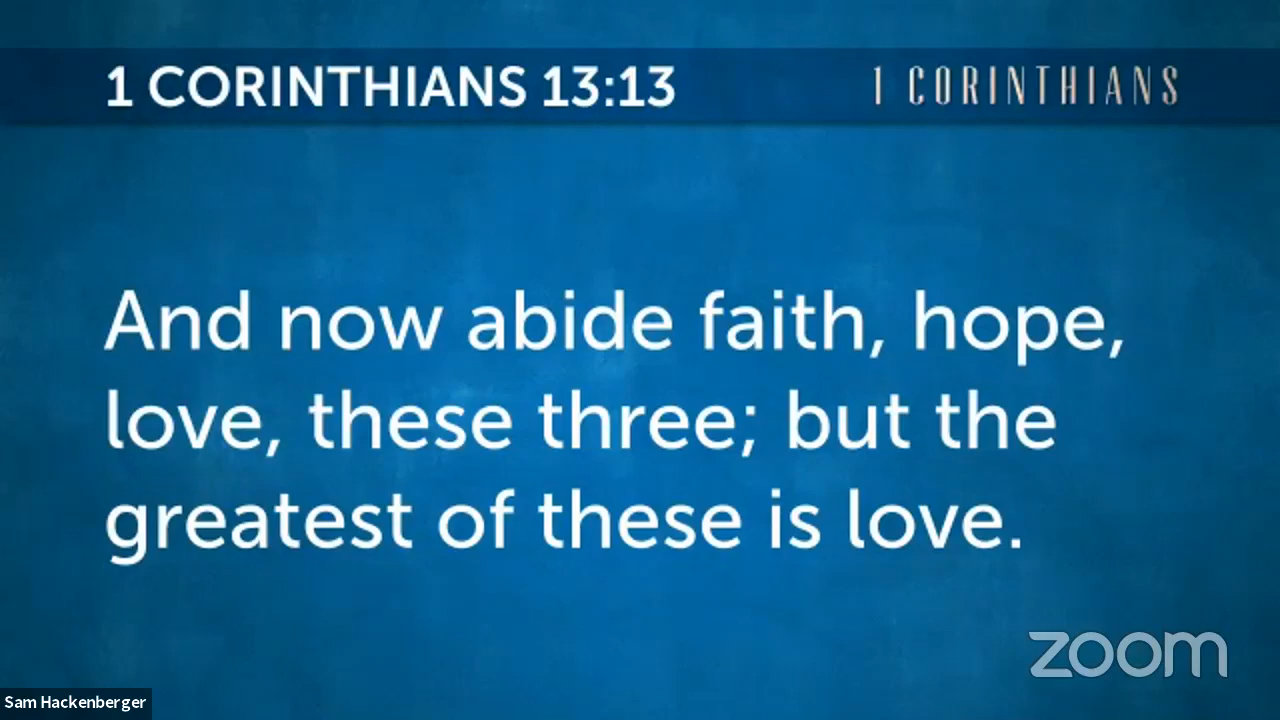 1 CORINTHIANS 13:13
1 CORINTHIANS
And now abide faith, hope,
love, these three; but the
greatest of these is love.
zoom
Sam Hackenberger